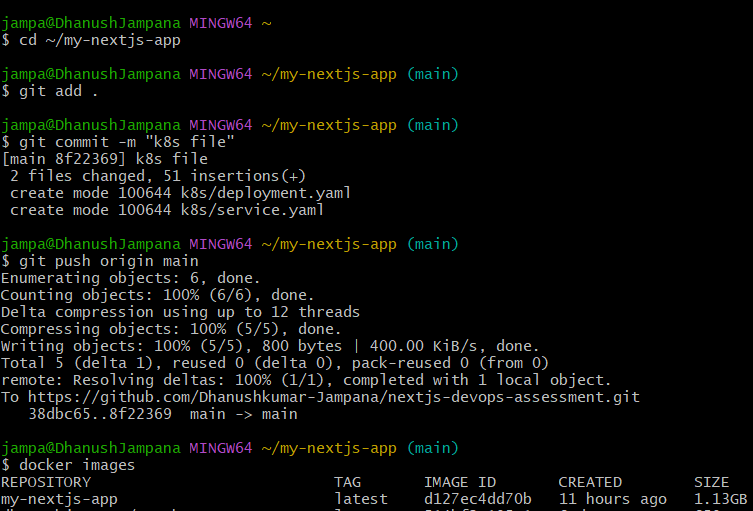 jampa@DhanushJampana MINGW64 ~
$ cd ~/my-nextjs-app
jampa@DhanushJampana MINGW64 ~/my-nextjs-app (main)
$ git add .
jampa@DhanushJampana MINGW64 ~/my-nextjs-app (main)
$ git commit -m "k8s file"
[main 8f22369] k8s file
 2 files changed, 51 insertions(+)
 create mode 100644 k8s/deployment.yaml
 create mode 100644 k8s/service.yaml
jampa@DhanushJampana MINGW64 ~/my-nextjs-app (main)
$ git push origin main
Enumerating objects: 6, done.
Counting objects: 100% (6/6), done.
Delta compression using up to 12 threads
Compressing objects: 100% (5/5), done.
Writing objects: 100% (5/5), 800 bytes | 400.00 KiB/s, done.
Total 5 (delta 1), reused 0 (delta 0), pack-reused 0 (from 0)
remote: Resolving deltas: 100% (1/1), completed with 1 local object.
To https://github.com/Dhanushkumar-Jampana/nextjs-devops-assessment.git
   38dbc65..8f22369  main -> main
jampa@DhanushJampana MINGW64 ~/my-nextjs-app (main)
$ docker images
REPOSITORY TAG IMAGE ID CREATED SIZE
my-nextjs-app latest d127ec4dd70b 11 hours ago 1.13GB